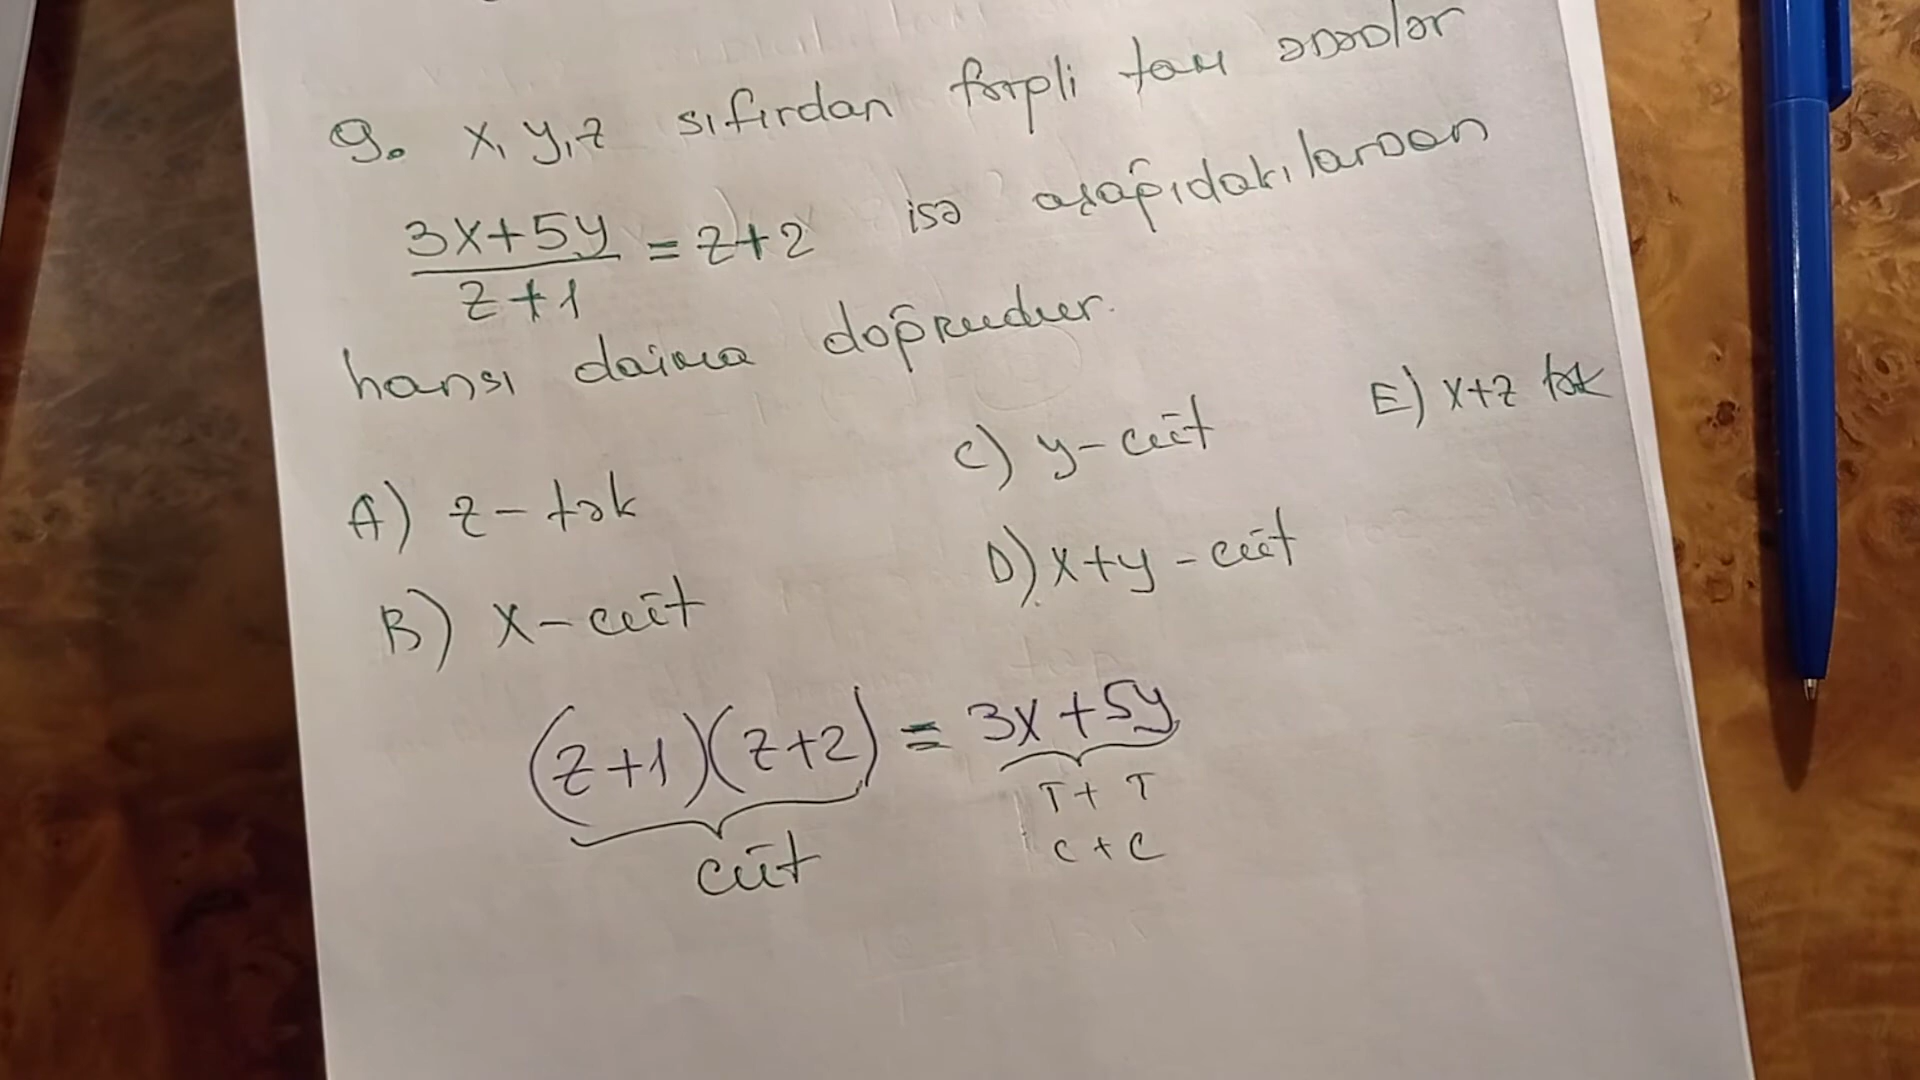 9. x, y, z sıfırdan fərqli tam ədədlər
3x+5y / z+1 = z+2 isə aşağıdakılardan
hansı daima doğrudur.
A) z - tək
B) x - cüt
C) y - cüt
D) x+y - cüt
E) x+z tək
(z+1)(z+2) = 3x+5y
cüt
T + T
C + C